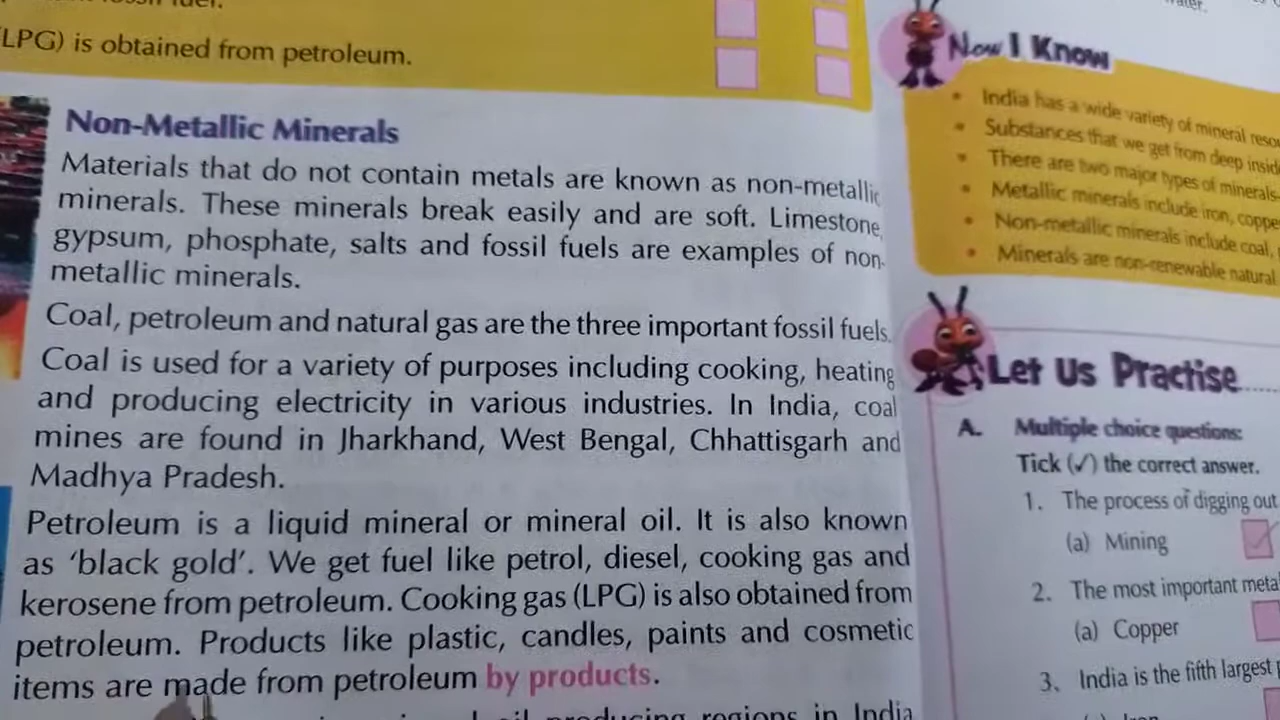 fuel.
(LPG) is obtained from petroleum.
Non-Metallic Minerals
Materials that do not contain metals are known as non-metallic
minerals. These minerals break easily and are soft. Limestone,
gypsum, phosphate, salts and fossil fuels are examples of non-
metallic minerals.
Coal, petroleum and natural gas are the three important fossil fuels.
Coal is used for a variety of purposes including cooking, heating
and producing electricity in various industries. In India, coal
mines are found in Jharkhand, West Bengal, Chhattisgarh and
Madhya Pradesh.
Petroleum is a liquid mineral or mineral oil. It is also known
as ‘black gold’. We get fuel like petrol, diesel, cooking gas and
kerosene from petroleum. Cooking gas (LPG) is also obtained from
petroleum. Products like plastic, candles, paints and cosmetic
items are made from petroleum by products.
producing regions in India
water.
Now I Know
• India has a wide variety of mineral
• Substances that we get from deep
• There are two major types of minerals
• Metallic minerals include iron,
• Non-metallic minerals include coal,
• Minerals are non-renewable natural
Let Us Practise
A. Multiple choice questions:
Tick (✓) the correct answer.
1. The process of digging out
(a) Mining
2. The most important
(a) Copper
3. India is the fifth largest
(a) Iron